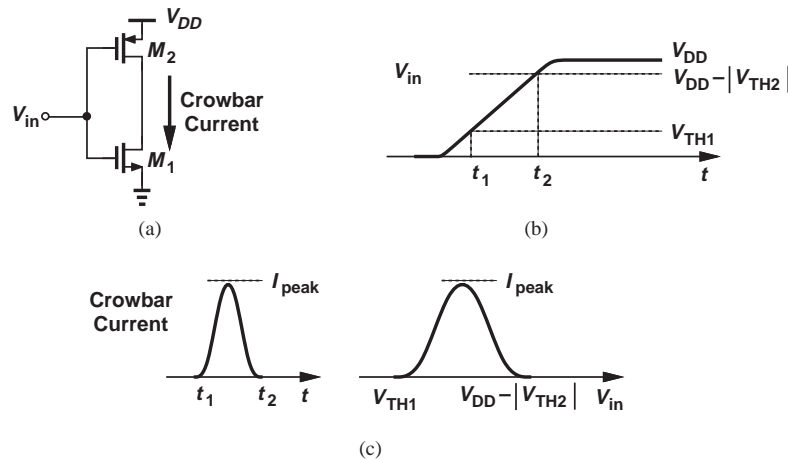 V_DD
M_2
V_in
Crowbar
Current
M_1
(a)
V_in
V_DD
V_DD – |V_TH2|
V_TH1
t_1
t_2
t
(b)
Crowbar
Current
I_peak
t_1
t_2
t
I_peak
V_TH1
V_DD – |V_TH2|
V_in
(c)